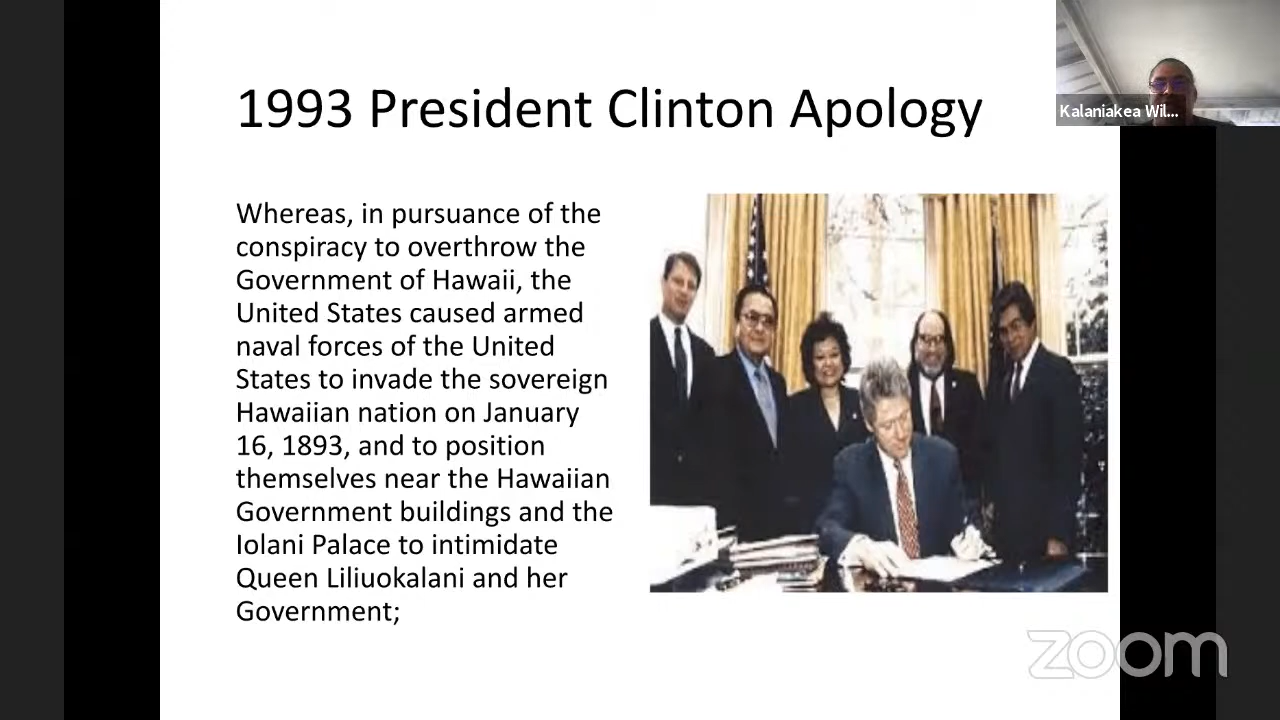 1993 President Clinton Apology
Kalaniakea Wil...
Whereas, in pursuance of the
conspiracy to overthrow the
Government of Hawaii, the
United States caused armed
naval forces of the United
States to invade the sovereign
Hawaiian nation on January
16, 1893, and to position
themselves near the Hawaiian
Government buildings and the
Iolani Palace to intimidate
Queen Liliuokalani and her
Government;
zoom